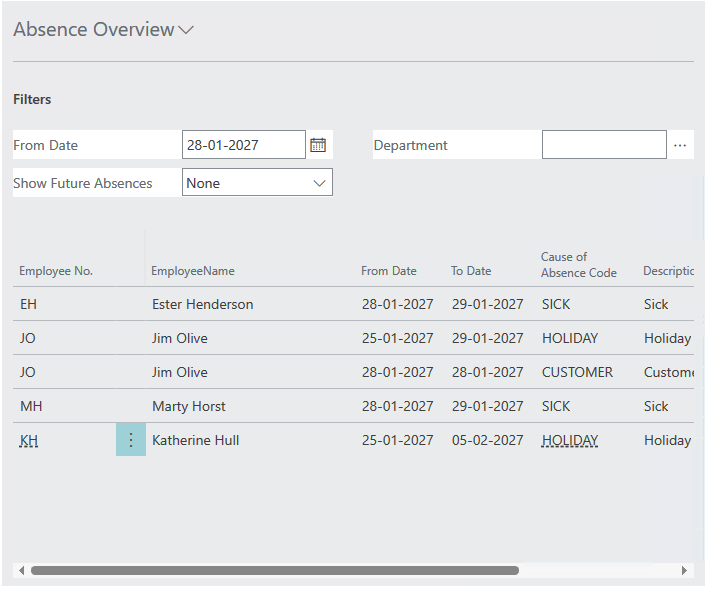 Absence Overview
Filters
From Date 28-01-2027 Department ...
Show Future Absences None
Cause of
Employee No. EmployeeName From Date To Date Absence Code Descriptic
EH Ester Henderson 28-01-2027 29-01-2027 SICK Sick
JO Jim Olive 25-01-2027 29-01-2027 HOLIDAY Holiday
JO Jim Olive 28-01-2027 28-01-2027 CUSTOMER Custome
MH Marty Horst 28-01-2027 29-01-2027 SICK Sick
KH Katherine Hull 25-01-2027 05-02-2027 HOLIDAY Holiday